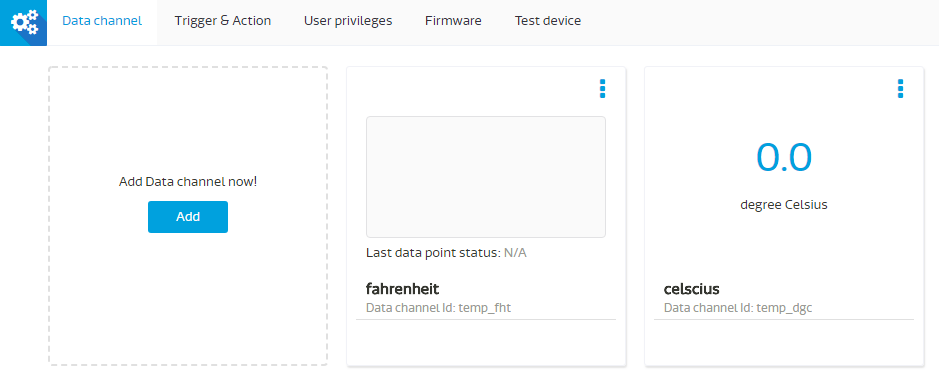 Data channel
Trigger & Action
User privileges
Firmware
Test device
Add Data channel now!
Add
Last data point status: N/A
fahrenheit
Data channel Id: temp_fht
0.0
degree Celsius
celscius
Data channel Id: temp_dgc